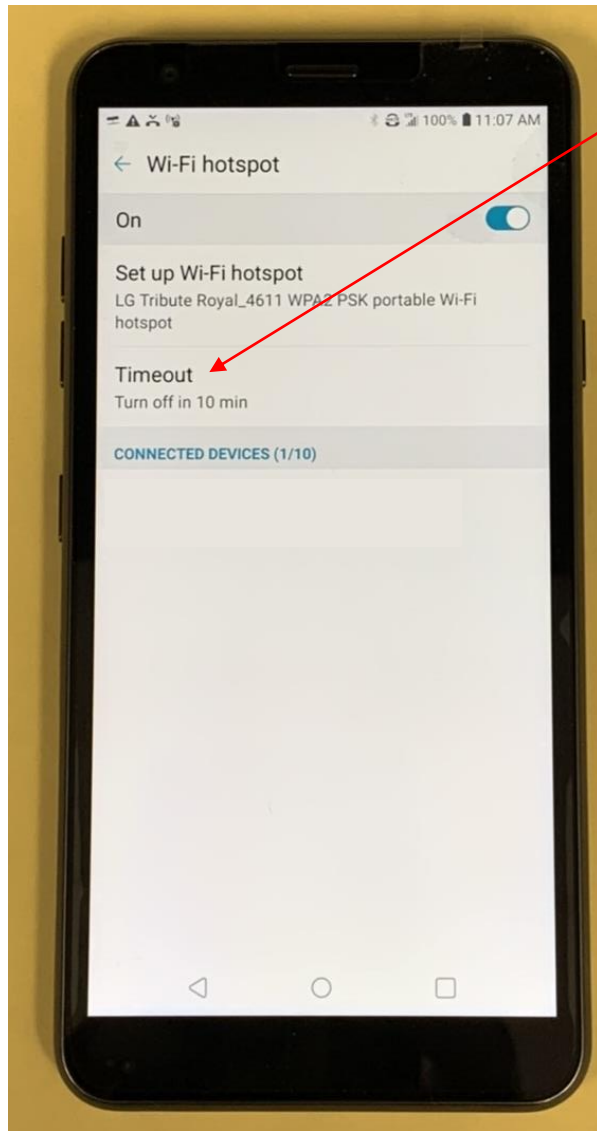 100% 11:07 AM
Wi-Fi hotspot
On
Set up Wi-Fi hotspot
LG Tribute Royal_4611 WPA2 PSK portable Wi-Fi
hotspot
Timeout
Turn off in 10 min
CONNECTED DEVICES (1/10)